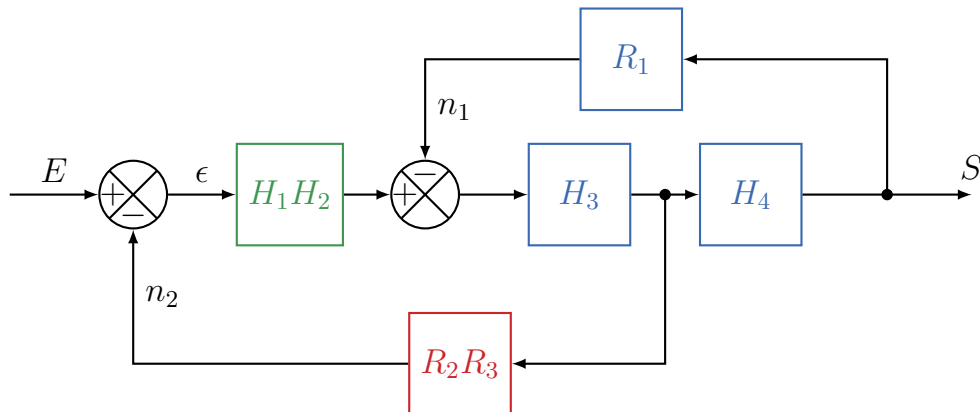 R₁
n₁
E
+
−
ϵ
H₁H₂
+
−
H₃
H₄
S
n₂
R₂R₃